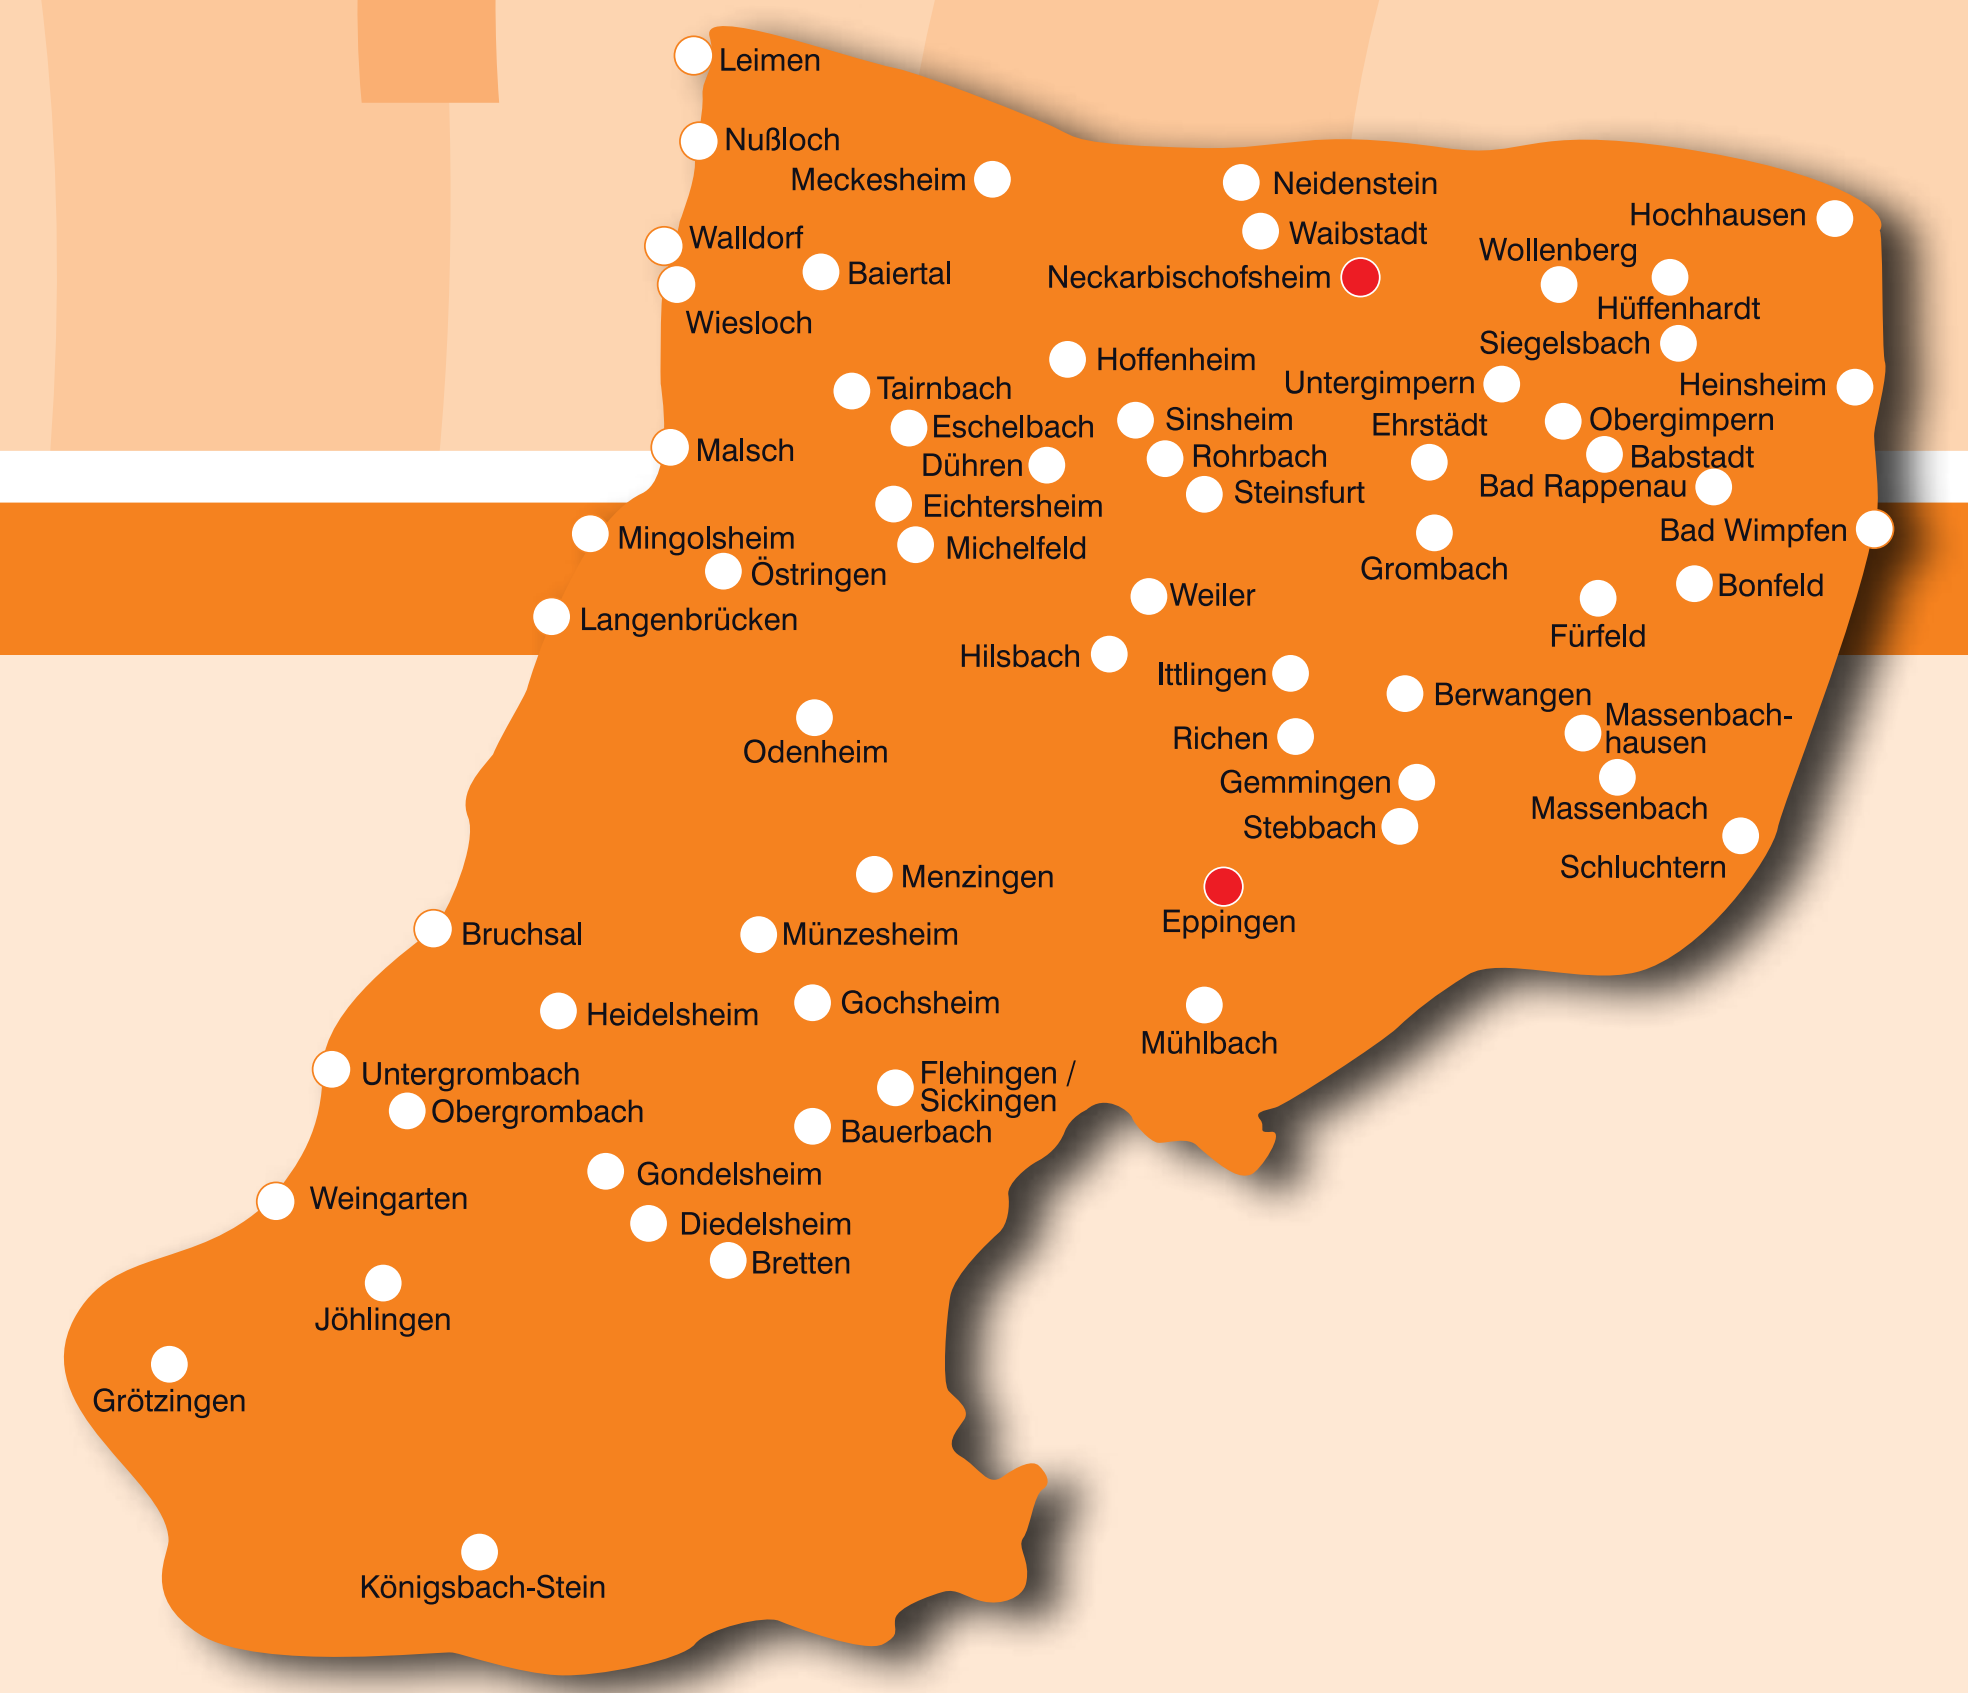 Leimen
Nußloch
Meckesheim
Neidenstein
Hochhausen
Waibstadt
Walldorf
Wollenberg
Baiertal
Neckarbischofsheim
Hüffenhardt
Wiesloch
Siegelsbach
Hoffenheim
Untergimpern
Heinsheim
Tairnbach
Sinsheim
Obergimpern
Ehrstädt
Eschelbach
Malsch
Rohrbach
Babstadt
Dühren
Bad Rappenau
Steinsfurt
Eichtersheim
Bad Wimpfen
Mingolsheim
Michelfeld
Grombach
Östringen
Bonfeld
Weiler
Langenbrücken
Fürfeld
Hilsbach
Ittlingen
Berwangen
Massenbach-
hausen
Richen
Odenheim
Gemmingen
Massenbach
Stebbach
Schluchtern
Menzingen
Eppingen
Bruchsal
Münzesheim
Gochsheim
Heidelsheim
Mühlbach
Untergrombach
Flehingen /
Sickingen
Obergrombach
Bauerbach
Gondelsheim
Weingarten
Diedelsheim
Bretten
Jöhlingen
Grötzingen
Königsbach-Stein